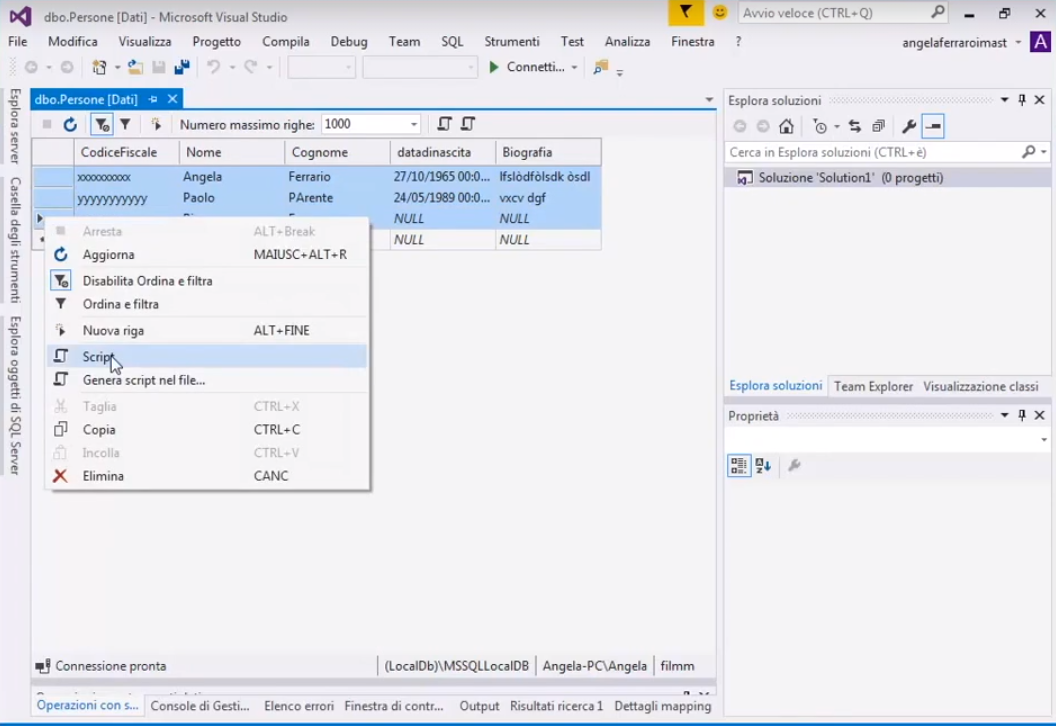 dbo.Persone [Dati] - Microsoft Visual Studio
Avvio veloce (CTRL+Q)
File Modifica Visualizza Progetto Compila Debug Team SQL Strumenti Test Analizza Finestra ?
angelaferraroimast
A
Connetti...
dbo.Persone [Dati]
Numero massimo righe: 1000
CodiceFiscale Nome Cognome datadinascita Biografia
xxxxxxxxx Angela Ferrario 27/10/1965 00:0... lfslòdfòlsdk òsdl
yyyyyyyyyyy Paolo PArente 24/05/1989 00:0... vxcv dgf
NULL NULL
NULL NULL
Arresta ALT+Break
Aggiorna MAIUSC+ALT+R
Disabilita Ordina e filtra
Ordina e filtra
Nuova riga ALT+FINE
Script
Genera script nel file...
Taglia CTRL+X
Copia CTRL+C
Incolla CTRL+V
Elimina CANC
Esplora server
Casella degli strumenti
Esplora oggetti di SQL Server
Esplora soluzioni
Cerca in Esplora soluzioni (CTRL+è)
Soluzione 'Solution1' (0 progetti)
Esplora soluzioni Team Explorer Visualizzazione classi
Proprietà
Connessione pronta
(LocalDb)\MSSQLLocalDB Angela-PC\Angela filmm
Operazioni con s... Console di Gesti... Elenco errori Finestra di contr... Output Risultati ricerca 1 Dettagli mapping